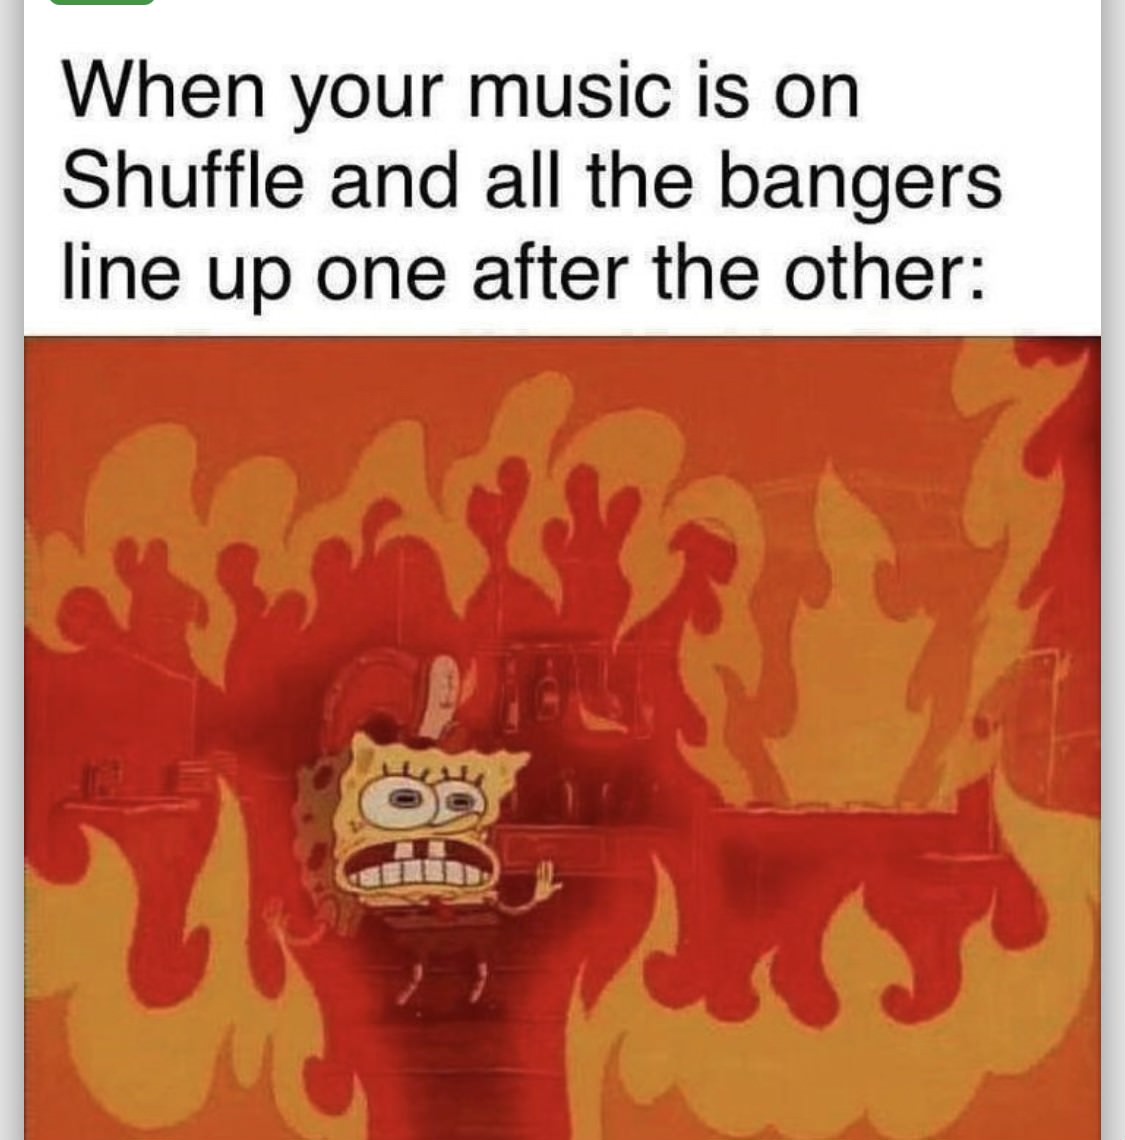 When your music is on
Shuffle and all the bangers
line up one after the other: